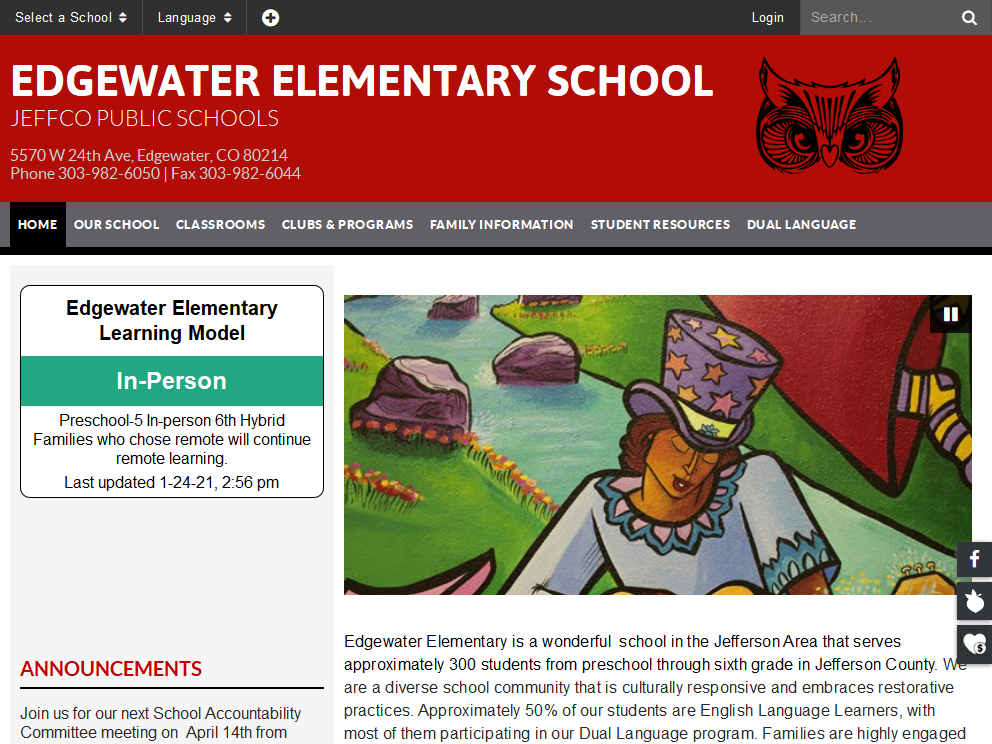 Select a School
Language
Login
Search...
EDGEWATER ELEMENTARY SCHOOL
JEFFCO PUBLIC SCHOOLS
5570 W 24th Ave, Edgewater, CO 80214
Phone 303-982-6050 | Fax 303-982-6044
HOME
OUR SCHOOL
CLASSROOMS
CLUBS & PROGRAMS
FAMILY INFORMATION
STUDENT RESOURCES
DUAL LANGUAGE
Edgewater Elementary
Learning Model
In-Person
Preschool-5 In-person 6th Hybrid
Families who chose remote will continue
remote learning.
Last updated 1-24-21, 2:56 pm
ANNOUNCEMENTS
Join us for our next School Accountability
Committee meeting on April 14th from
Edgewater Elementary is a wonderful school in the Jefferson Area that serves
approximately 300 students from preschool through sixth grade in Jefferson County. We
are a diverse school community that is culturally responsive and embraces restorative
practices. Approximately 50% of our students are English Language Learners, with
most of them participating in our Dual Language program. Families are highly engaged